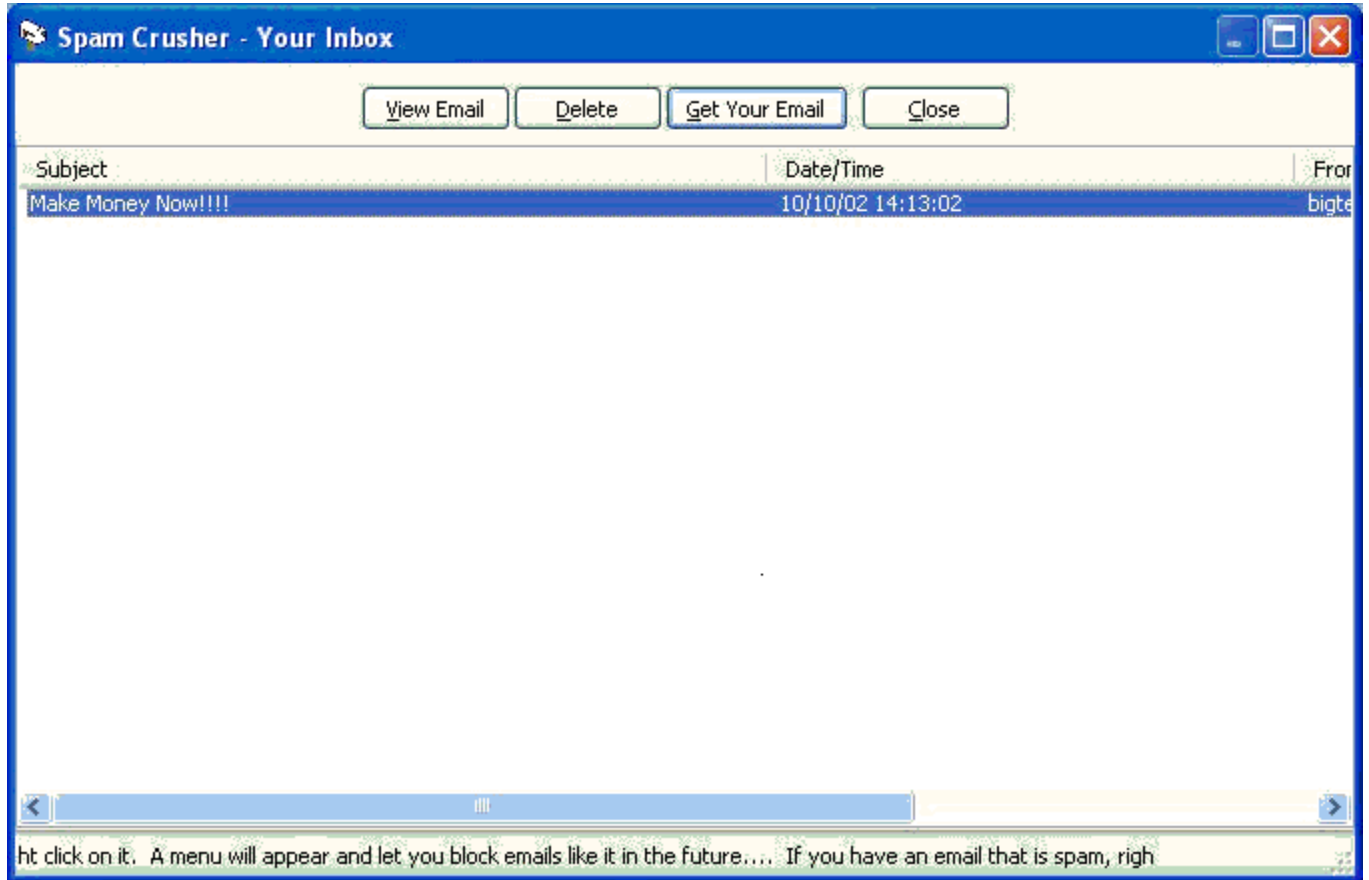 Spam Crusher - Your Inbox
View Email Delete Get Your Email Close
Subject Date/Time
Make Money Now!!!! 10/10/02 14:13:02
ht click on it. A menu will appear and let you block emails like it in the future.... If you have an email that is spam, righ